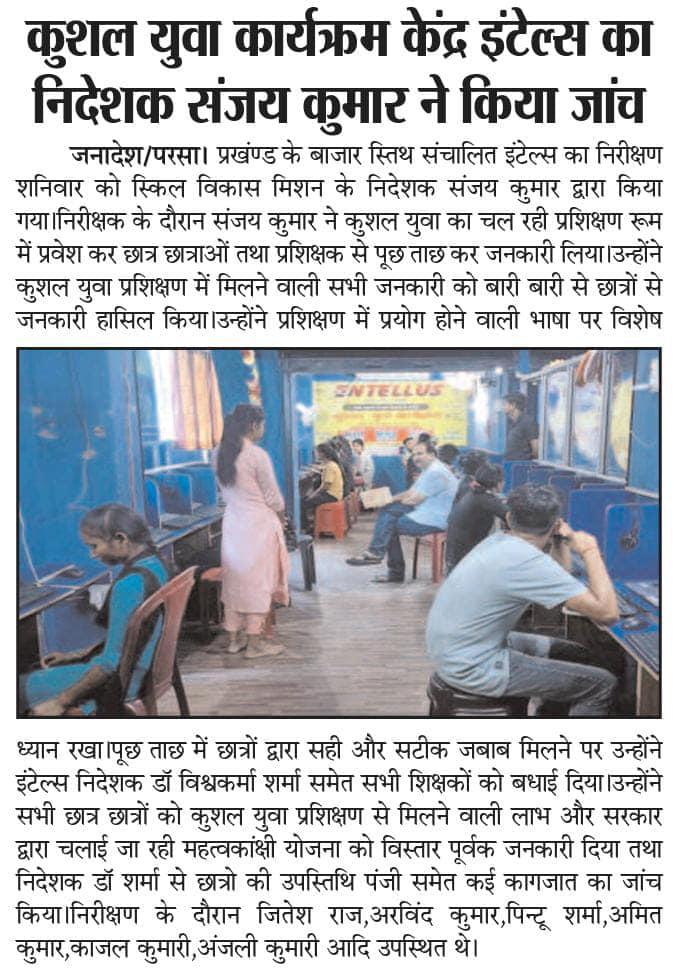 कुशल युवा कार्यक्रम केंद्र इंटेल्स का
निदेशक संजय कुमार ने किया जांच
जनादेश/परसा। प्रखंण्ड के बाजार स्तिथ संचालित इंटेल्स का निरीक्षण
शनिवार को स्किल विकास मिशन के निदेशक संजय कुमार द्वारा किया
गया।निरीक्षक के दौरान संजय कुमार ने कुशल युवा का चल रही प्रशिक्षण रूम
में प्रवेश कर छात्र छात्राओं तथा प्रशिक्षक से पूछ ताछ कर जनकारी लिया।उन्होंने
कुशल युवा प्रशिक्षण में मिलने वाली सभी जनकारी को बारी बारी से छात्रों से
जनकारी हासिल किया।उन्होंने प्रशिक्षण में प्रयोग होने वाली भाषा पर विशेष
ENTELLUS
ध्यान रखा।पूछ ताछ में छात्रों द्वारा सही और सटीक जबाब मिलने पर उन्होंने
इंटेल्स निदेशक डॉ विश्वकर्मा शर्मा समेत सभी शिक्षकों को बधाई दिया।उन्होंने
सभी छात्र छात्रों को कुशल युवा प्रशिक्षण से मिलने वाली लाभ और सरकार
द्वारा चलाई जा रही महत्वकांक्षी योजना को विस्तार पूर्वक जनकारी दिया तथा
निदेशक डॉ शर्मा से छात्रो की उपस्तिथि पंजी समेत कई कागजात का जांच
किया।निरीक्षण के दौरान जितेश राज,अरविंद कुमार,पिन्टू शर्मा,अमित
कुमार,काजल कुमारी,अंजली कुमारी आदि उपस्थित थे।